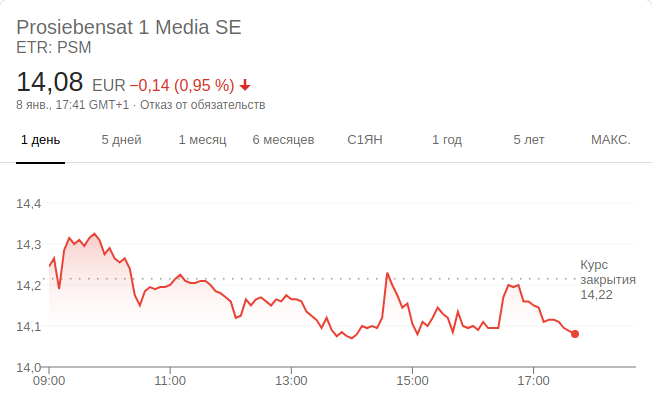 Prosiebensat 1 Media SE
ETR: PSM
14,08 EUR −0,14 (0,95 %)
8 янв., 17:41 GMT+1 · Отказ от обязательств
1 день 5 дней 1 месяц 6 месяцев С1ЯН 1 год 5 лет МАКС.
14,4
14,3
14,2
14,1
14,0
Курс
закрытия
14,22
09:00 11:00 13:00 15:00 17:00